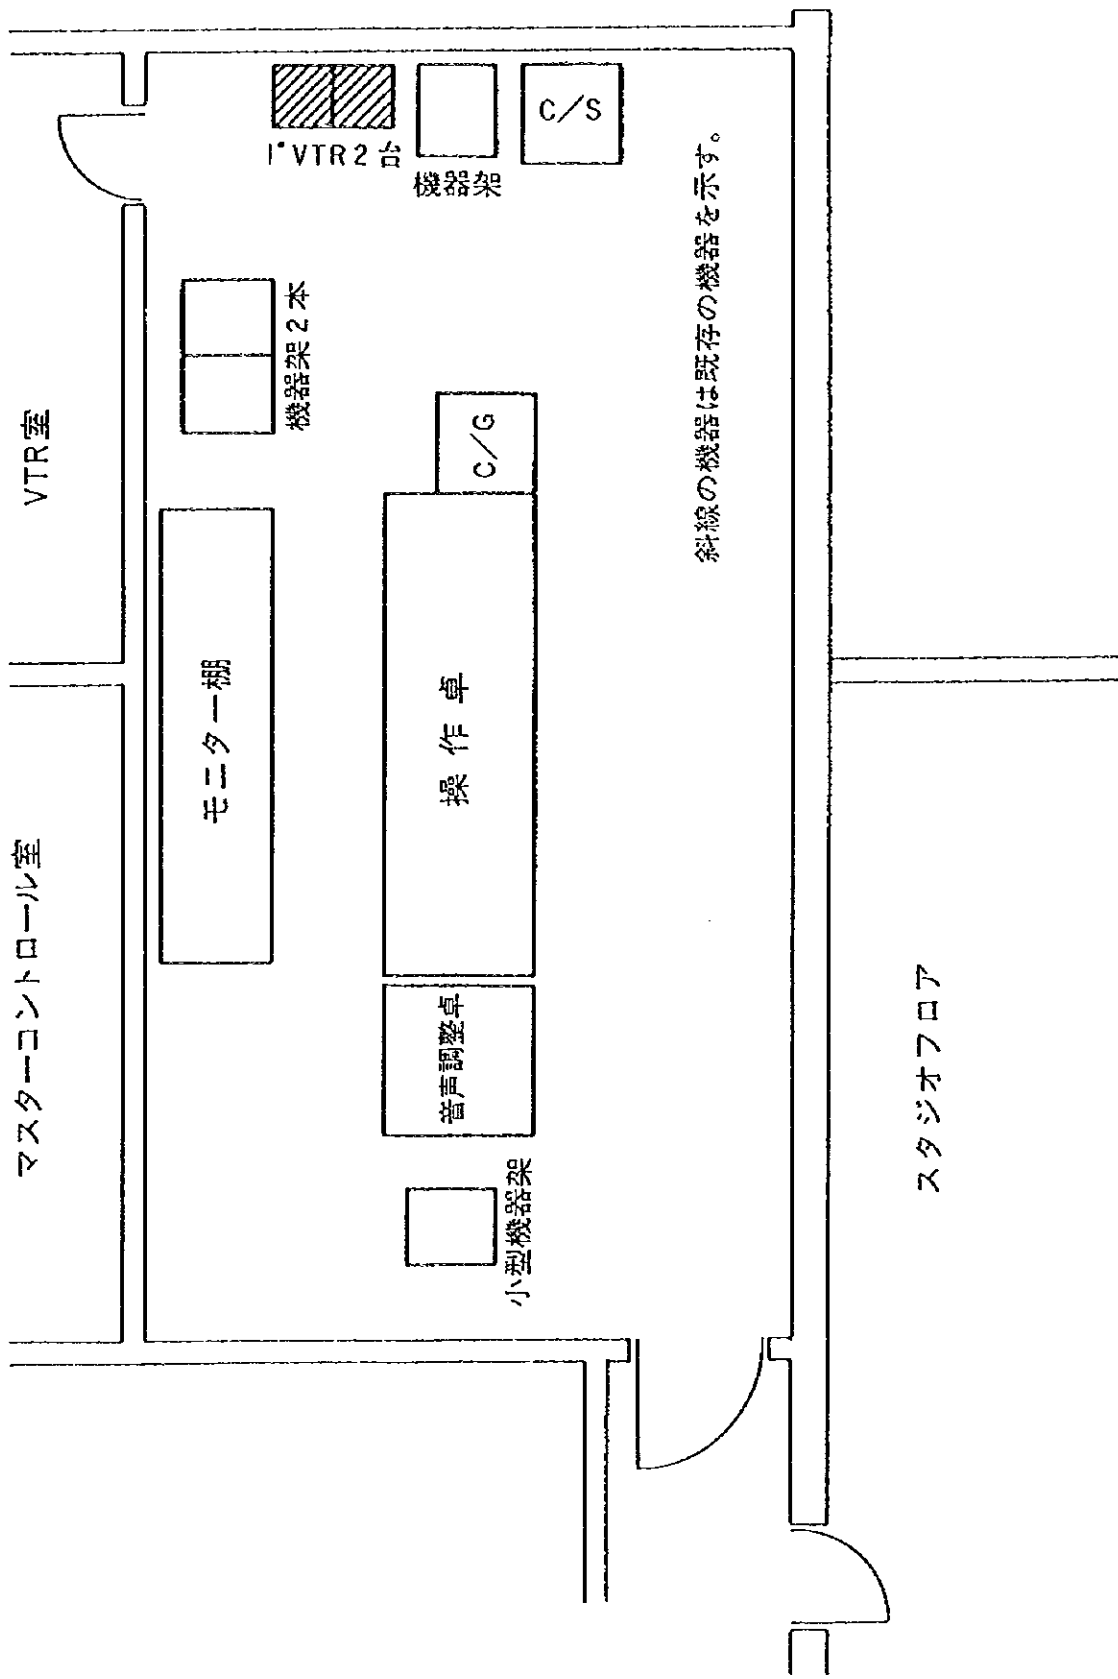 1"VTR2台
機器架
C/S
VTR室
機器架2本
C/G
斜線の機器は既存の機器を示す。
マスターコントロール室
モニター棚
操作卓
音声調整卓
小型機器架
スタジオフロア